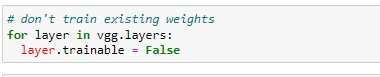 # don't train existing weights
for layer in vgg.layers:
  layer.trainable = False